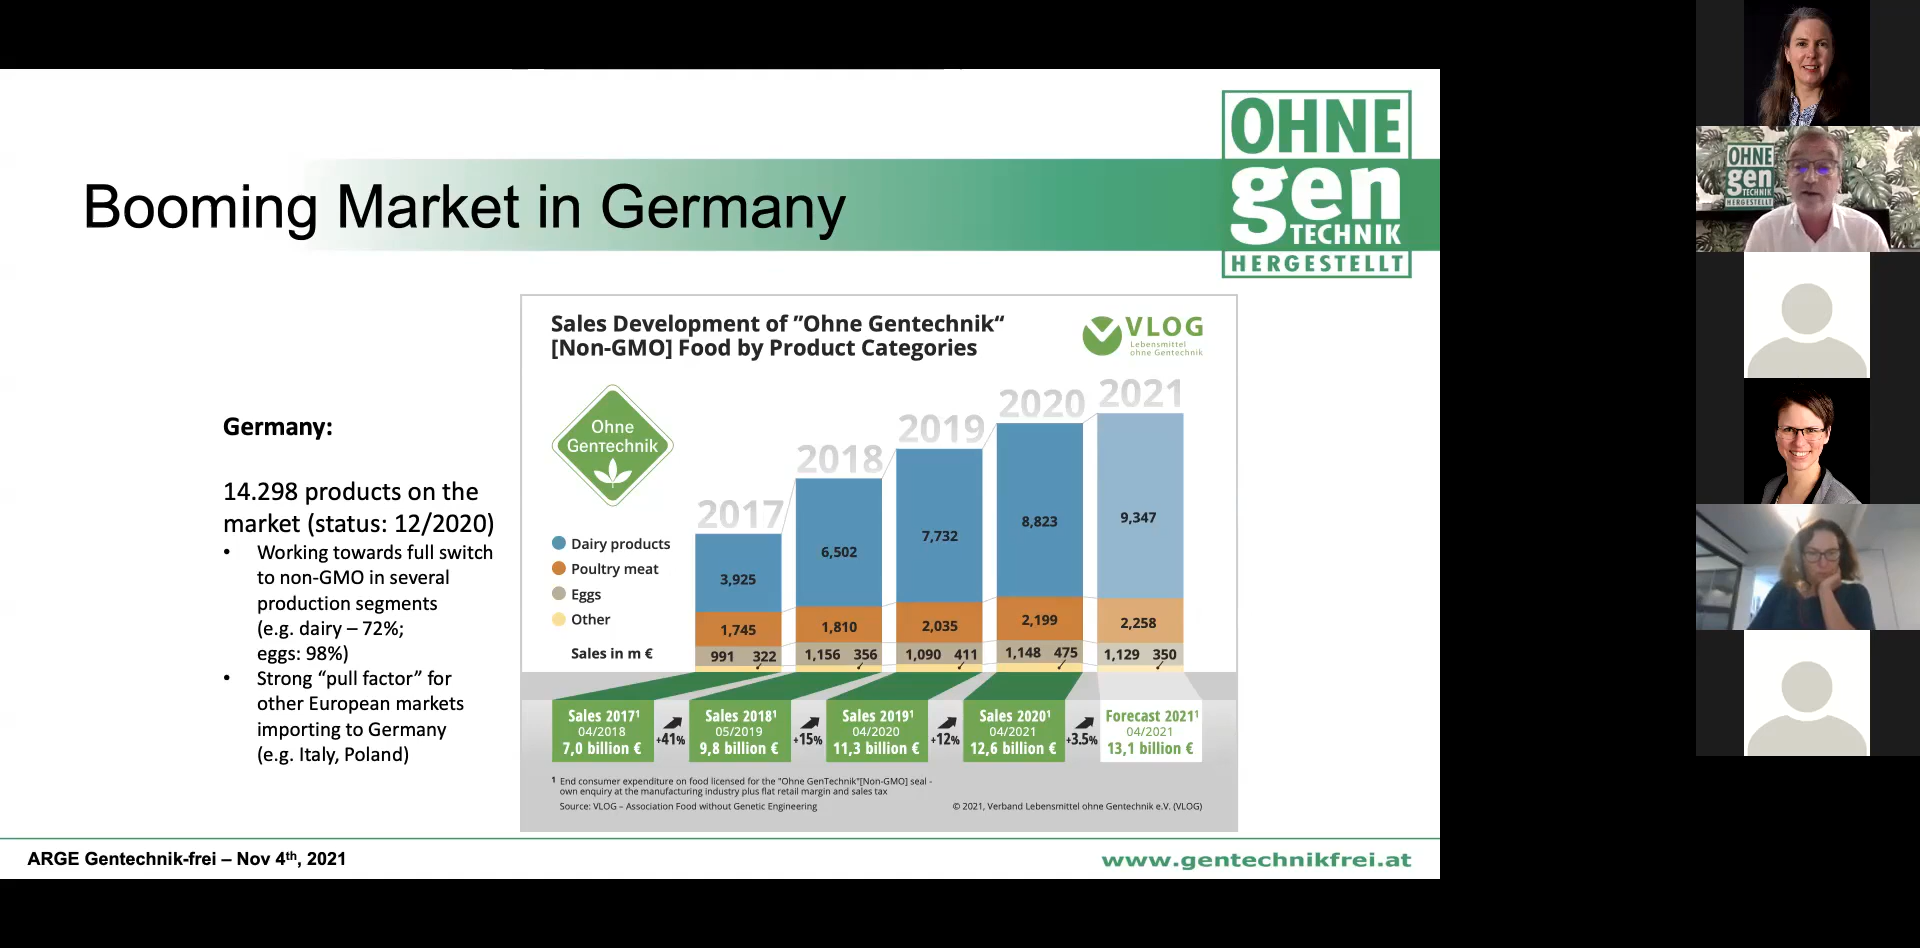 OHNE
gen
TECHNIK
HERGESTELLT
Booming Market in Germany
Germany:
14.298 products on the
market (status: 12/2020)
• Working towards full switch
to non-GMO in several
production segments
(e.g. dairy – 72%;
eggs: 98%)
• Strong “pull factor” for
other European markets
importing to Germany
(e.g. Italy, Poland)
Sales Development of ”Ohne Gentechnik“
[Non-GMO] Food by Product Categories
VLOG
Lebensmittel
ohne Gentechnik
Ohne
GenTechnik
Dairy products
Poultry meat
Eggs
Other
Sales in m €
2017
3,925
1,745
991 322
2018
6,502
1,810
1,156 356
2019
7,732
2,035
1,090 411
2020
8,823
2,199
1,148 475
2021
9,347
2,258
1,129 350
Sales 2017¹
04/2018
7,0 billion €
+41%
Sales 2018¹
05/2019
9,8 billion €
+15%
Sales 2019¹
04/2020
11,3 billion €
+12%
Sales 2020¹
04/2021
12,6 billion €
+3.5%
Forecast 2021¹
04/2021
13,1 billion €
1 End consumer expenditure on food licensed for the "Ohne GenTechnik"[Non-GMO] seal -
own enquiry at the manufacturing industry plus flat retail margin and sales tax
Source: VLOG – Association Food without Genetic Engineering
© 2021, Verband Lebensmittel ohne Gentechnik e.V. (VLOG)
ARGE Gentechnik-frei – Nov 4th, 2021
www.gentechnikfrei.at
OHNE
gen
TECHNIK
HERGESTELLT